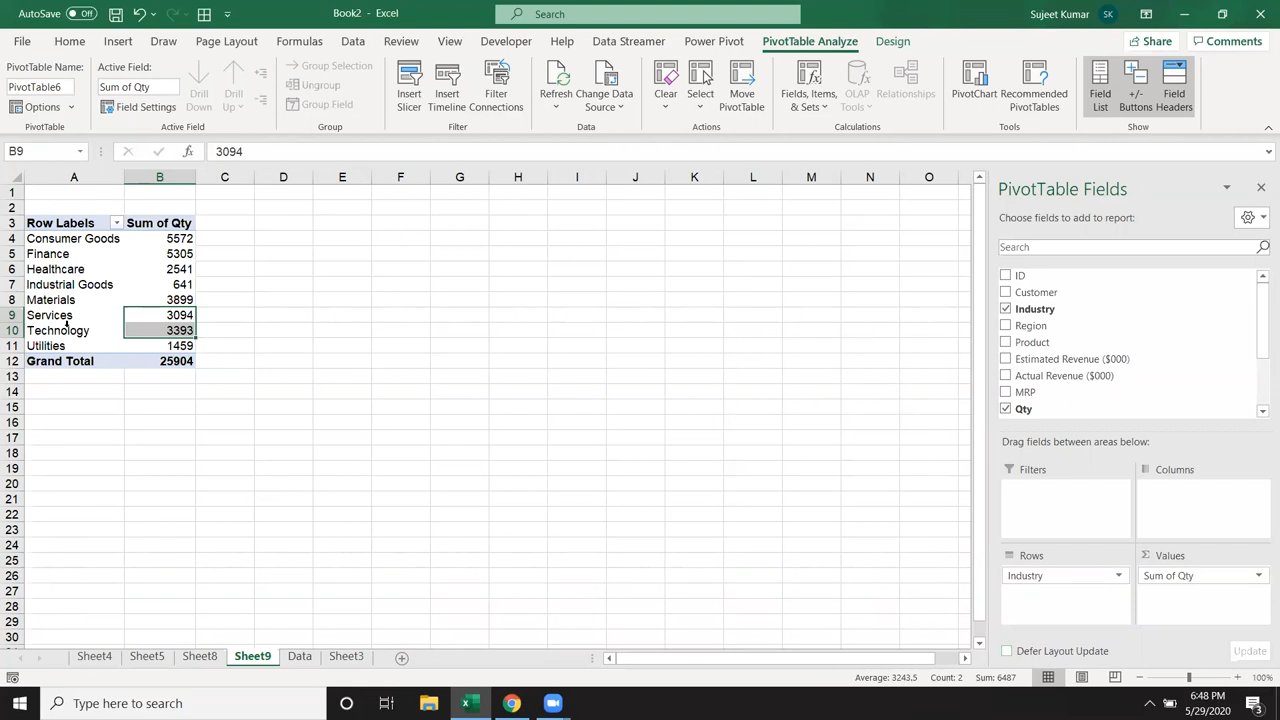 AutoSave Off Book2 - Excel Search Sujeet Kumar SK
File Home Insert Draw Page Layout Formulas Data Review View Developer Help Data Streamer Power Pivot PivotTable Analyze Design Share Comments
PivotTable Name:
PivotTable6
Options
PivotTable
Active Field:
Sum of Qty
Field Settings
Drill Down
Drill Up
Active Field
Group Selection
Ungroup
Group Field
Group
Insert Slicer
Insert Timeline
Filter Connections
Filter
Refresh
Change Data Source
Data
Clear
Select
Move PivotTable
Actions
Fields, Items, & Sets
OLAP Tools
Relationships
Calculations
PivotChart
Recommended PivotTables
Tools
Field List
+/- Buttons
Field Headers
Show
B9 fx 3094
A B C D E F G H I J K L M N O
1
2
3 Row Labels Sum of Qty
4 Consumer Goods 5572
5 Finance 5305
6 Healthcare 2541
7 Industrial Goods 641
8 Materials 3899
9 Services 3094
10 Technology 3393
11 Utilities 1459
12 Grand Total 25904
13
14
15
16
17
18
19
20
21
22
23
24
25
26
27
28
29
30
PivotTable Fields
Choose fields to add to report:
Search
ID
Customer
Industry
Region
Product
Estimated Revenue ($000)
Actual Revenue ($000)
MRP
Qty
Drag fields between areas below:
Filters
Columns
Rows
Industry
Values
Sum of Qty
Defer Layout Update Update
Sheet4 Sheet5 Sheet8 Sheet9 Data Sheet3
Average: 3243.5 Count: 2 Sum: 6487 100%
Type here to search
6:48 PM
5/29/2020
3